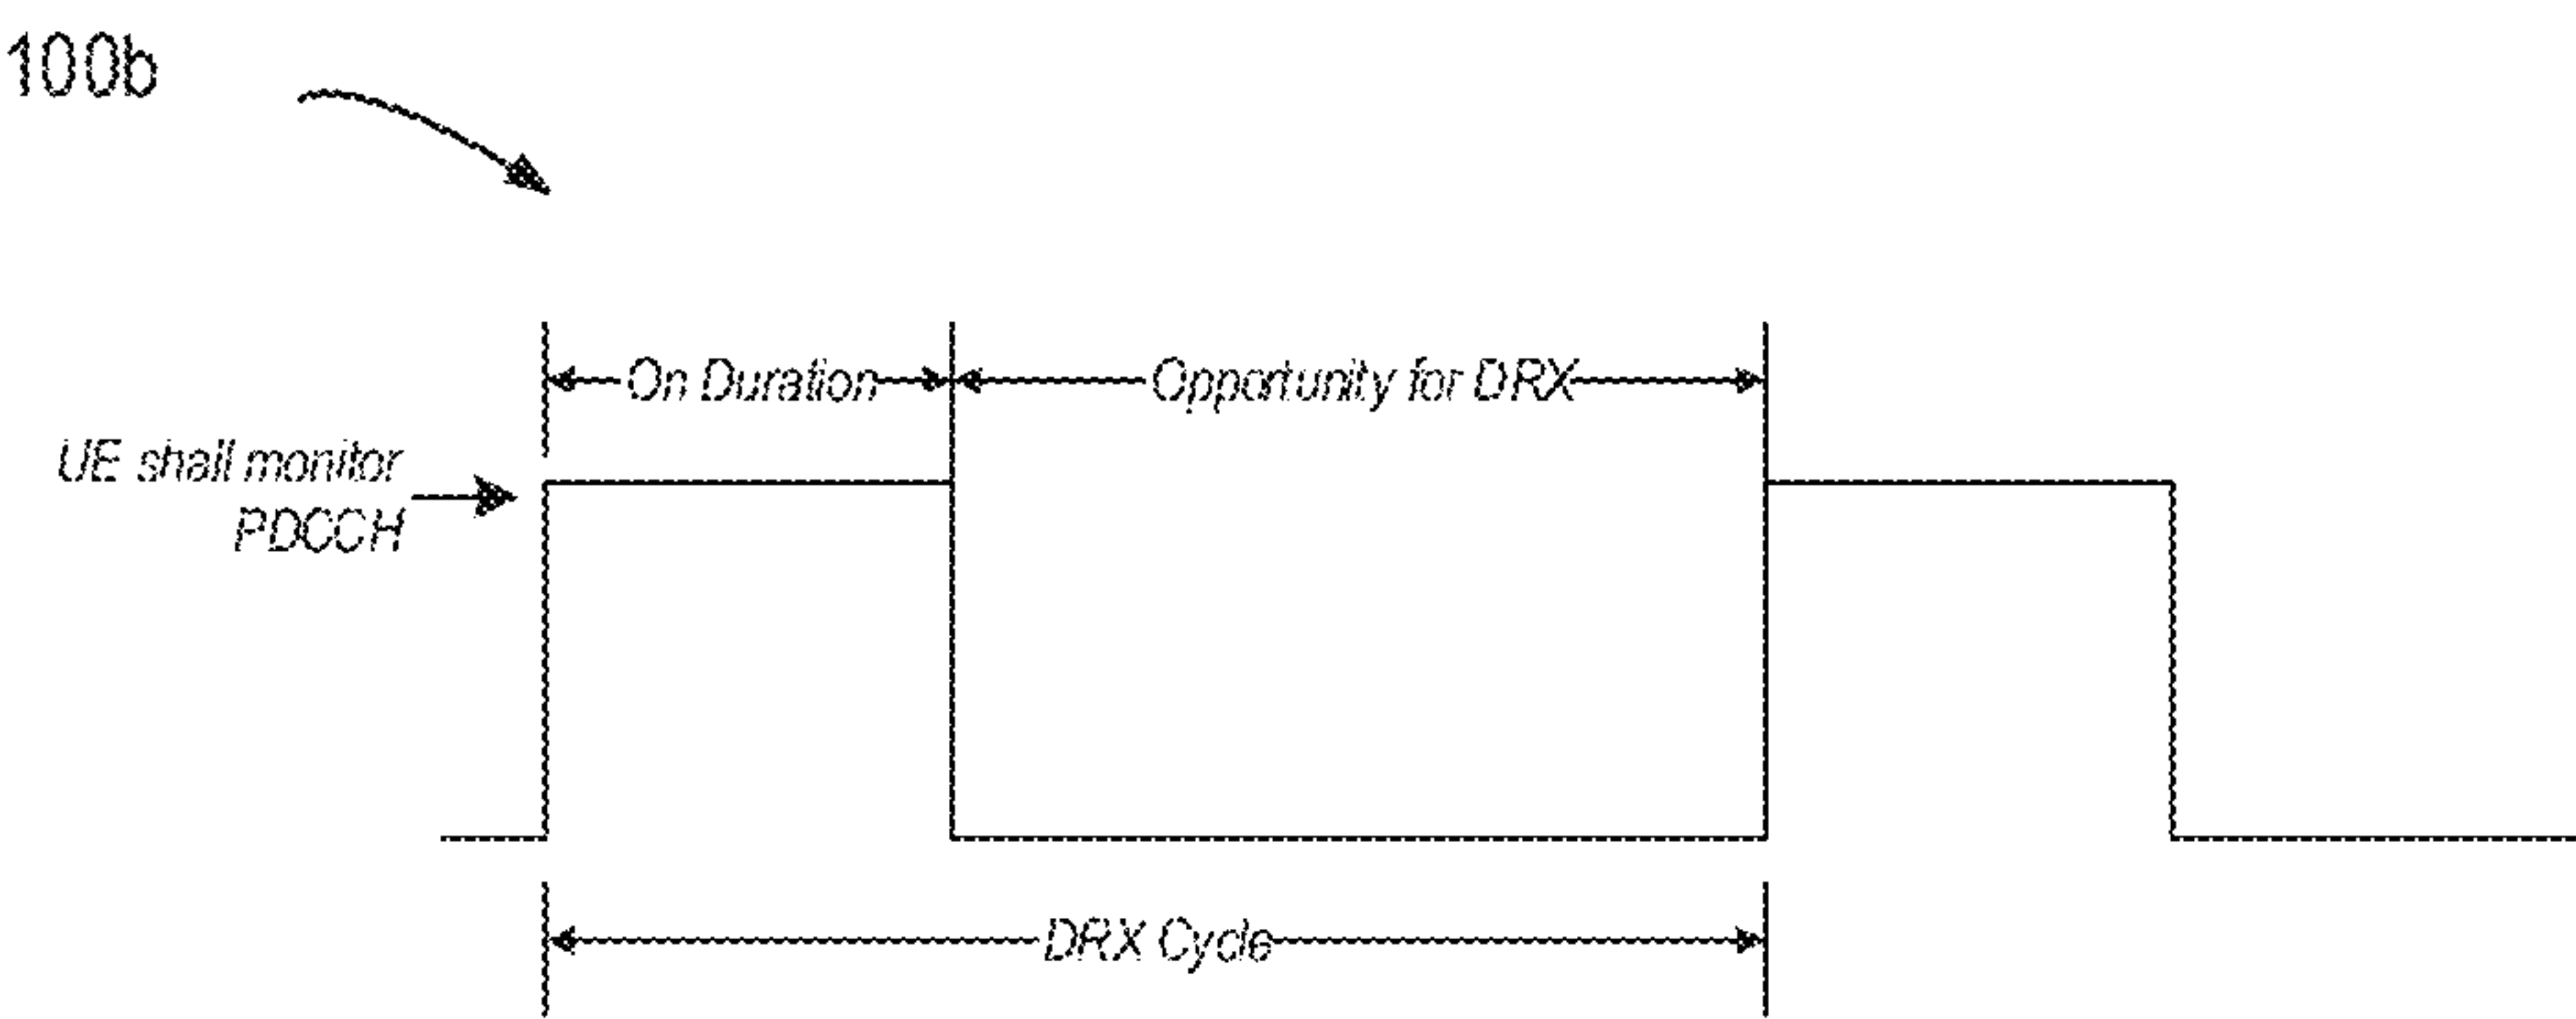 100b
On Duration
Opportunity for DRX
UE shall monitor
PDCCH
DRX Cycle